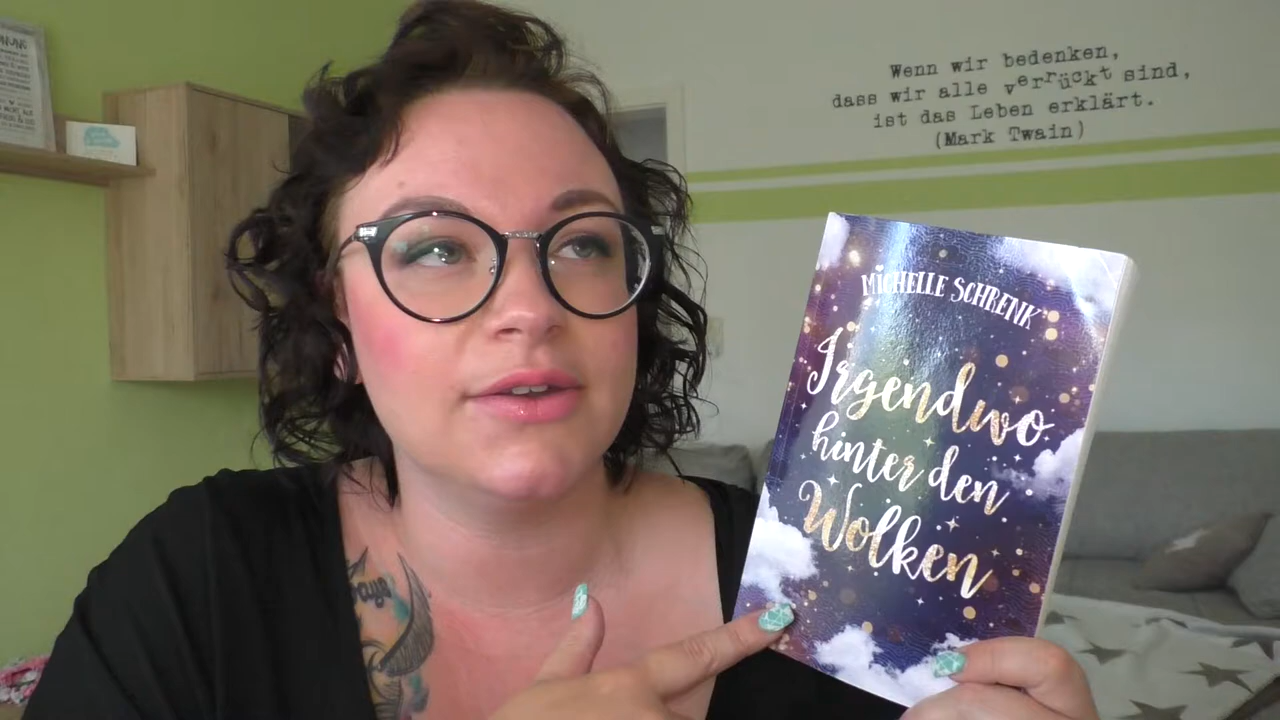 Wenn wir bedenken,
dass wir alle verrückt sind,
ist das Leben erklärt.
(Mark Twain)
MICHELLE SCHRENK
Irgendwo
hinter den
Wolken